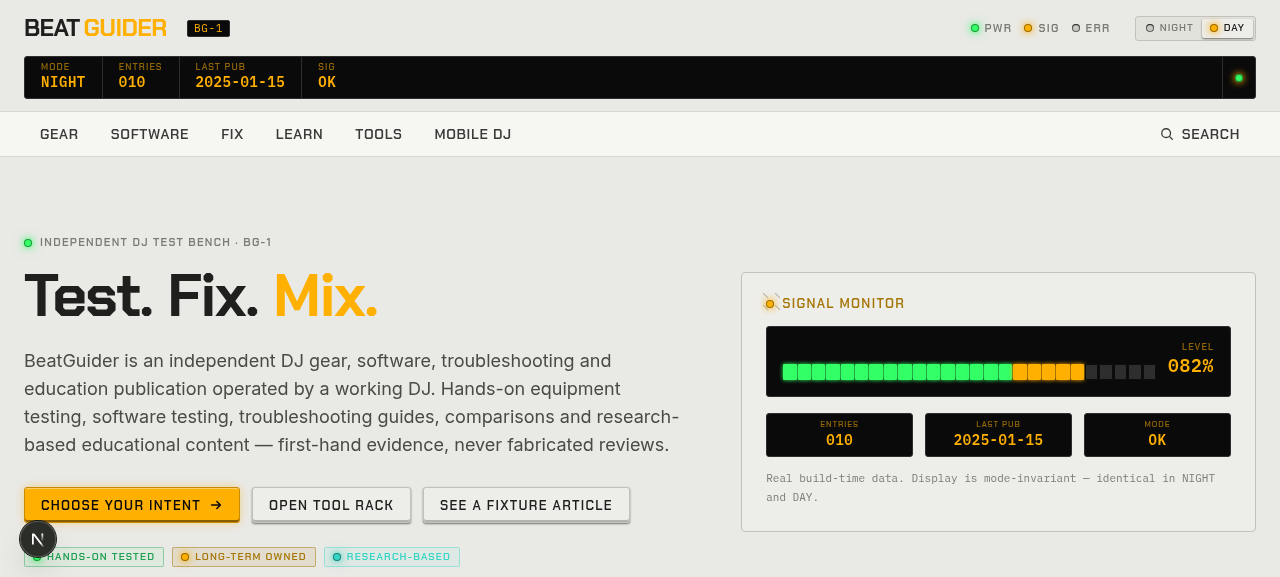 BEAT GUIDER BG-1 PWR SIG ERR NIGHT DAY
MODE ENTRIES LAST PUB SIG
NIGHT 010 2025-01-15 OK
GEAR SOFTWARE FIX LEARN TOOLS MOBILE DJ SEARCH
INDEPENDENT DJ TEST BENCH · BG-1
Test. Fix. Mix.
BeatGuider is an independent DJ gear, software, troubleshooting and
education publication operated by a working DJ. Hands-on equipment
testing, software testing, troubleshooting guides, comparisons and research-
based educational content — first-hand evidence, never fabricated reviews.
CHOOSE YOUR INTENT → OPEN TOOL RACK SEE A FIXTURE ARTICLE
N
HANDS-ON TESTED LONG-TERM OWNED RESEARCH-BASED
SIGNAL MONITOR
LEVEL
082%
ENTRIES LAST PUB MODE
010 2025-01-15 OK
Real build-time data. Display is mode-invariant — identical in NIGHT
and DAY.